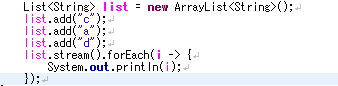 List<String> list = new ArrayList<String>();
list.add("c");
list.add("a");
list.add("d");
list.stream().forEach(i -> {
    System.out.println(i);
});